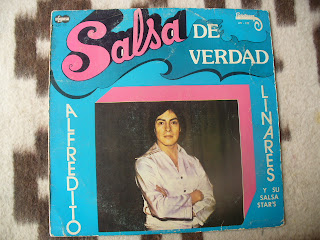 Salsa DE
VERDAD
ALFREDITO
LINARES
Y SU
SALSA
STAR'S